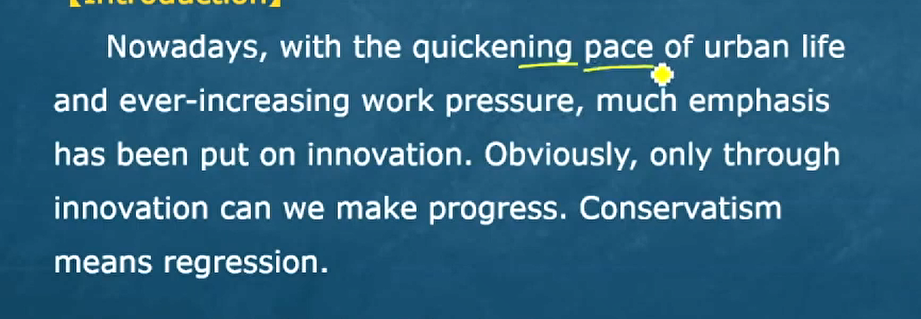 【Introduction】
Nowadays, with the quickening pace of urban life
and ever-increasing work pressure, much emphasis
has been put on innovation. Obviously, only through
innovation can we make progress. Conservatism
means regression.